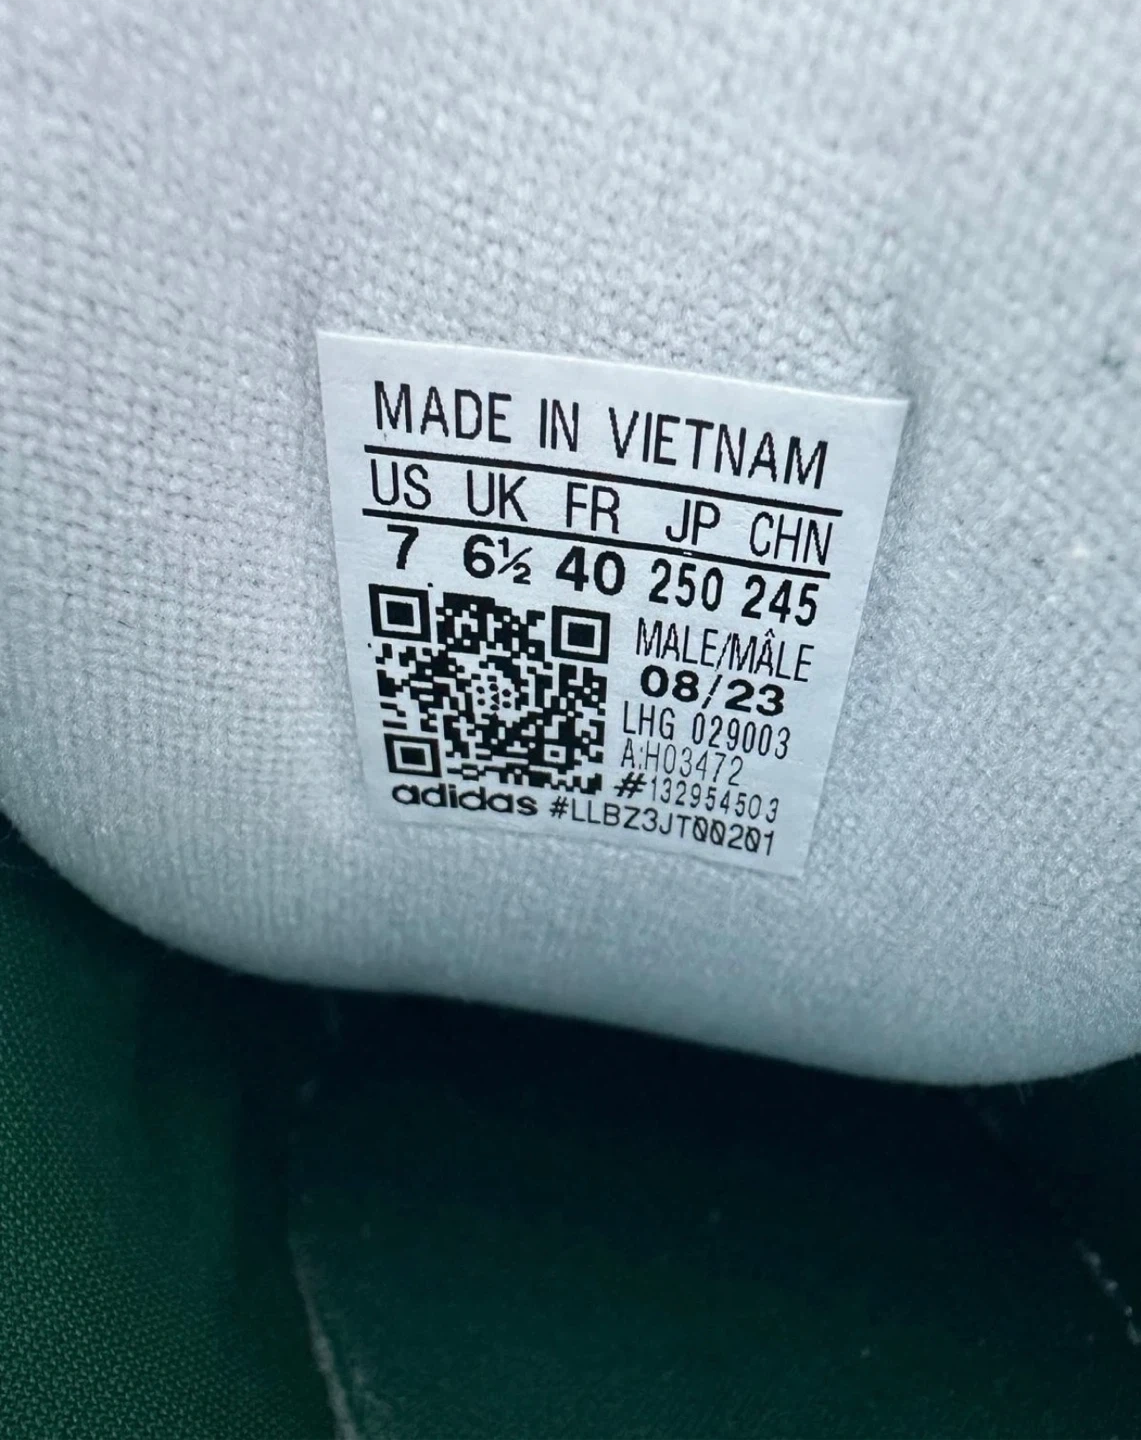 MADE IN VIETNAM
US UK FR JP CHN
7 6½ 40 250 245
MALE/MÂLE
08/23
LHG 029003
A:H03472
#132954503
adidas #LLBZ3JT00201